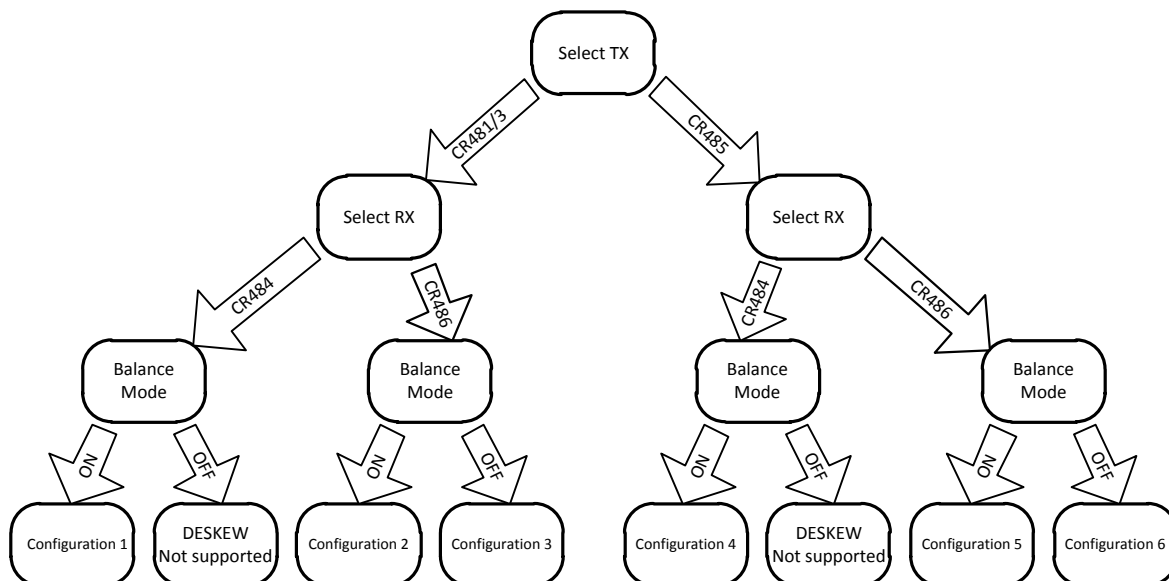 Select TX
CR481/3
CR485
Select RX
Select RX
CR484
CR486
CR484
CR486
Balance
Mode
Balance
Mode
Balance
Mode
Balance
Mode
ON
OFF
ON
OFF
ON
OFF
ON
OFF
Configuration 1
DESKEW
Not supported
Configuration 2
Configuration 3
Configuration 4
DESKEW
Not supported
Configuration 5
Configuration 6